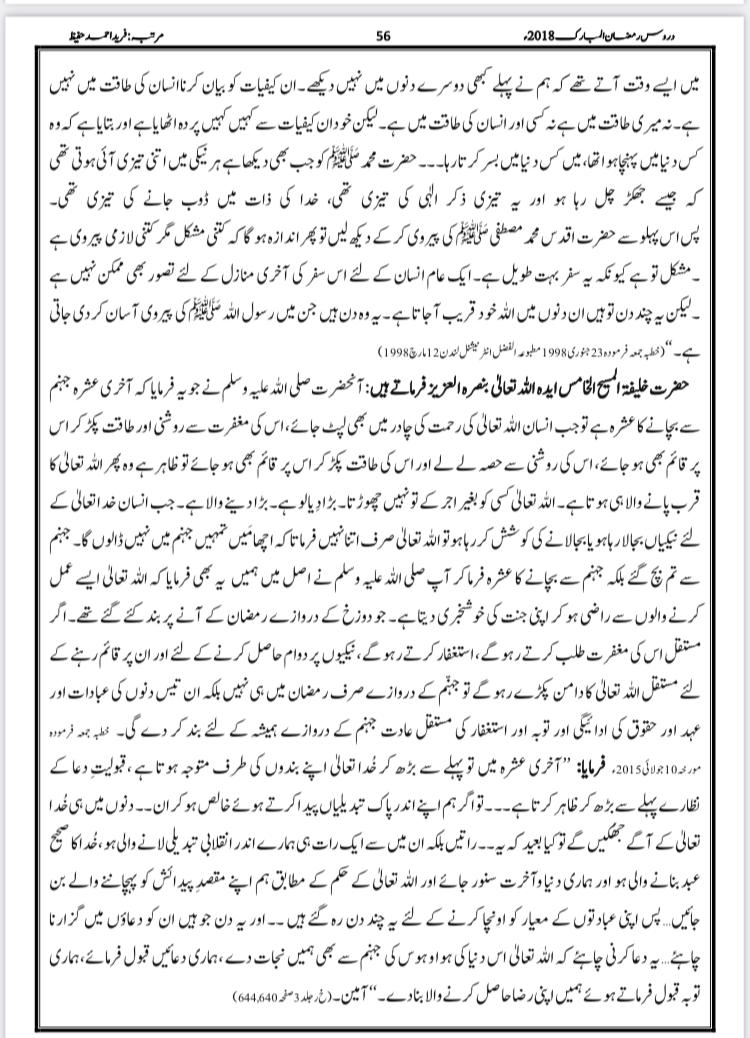 دروس رمضان المبارک 2018ء 56 مرتبہ: فرید احمد حفیظ
میں ایسے وقت آتے تھے کہ ہم نے پہلے کبھی دوسرے دنوں میں نہیں دیکھے۔ ان کیفیات کو بیان کرنا انسان کی طاقت میں نہیں
ہے۔ نہ میری طاقت میں ہے نہ کسی اور انسان کی طاقت میں ہے۔ لیکن خود ان کیفیات سے کہیں کہیں پردہ اٹھایا ہے اور بتایا ہے کہ وہ
کس دنیا میں پہنچا ہوا تھا، میں کس دنیا میں بسر کرتا رہا۔۔۔ حضرت محمد ﷺ کو جب بھی دیکھا ہے ہر نیکی میں اتنی تیزی آئی ہوتی تھی
کہ جیسے جھکڑ چل رہا ہو اور یہ تیزی ذکر الٰہی کی تیزی تھی، خدا کی ذات میں ڈوب جانے کی تیزی تھی۔
پس اس پہلو سے حضرت اقدس محمد مصطفی ﷺ کی پیروی کر کے دیکھ لیں تو پھر اندازہ ہو گا کہ کتنی مشکل مگر کتنی لازمی پیروی ہے
۔ مشکل تو ہے کیونکہ یہ سفر بہت طویل ہے۔ ایک عام انسان کے لئے اس سفر کی آخری منازل کے لئے تصور بھی ممکن نہیں ہے
۔ لیکن یہ چند دن تو ہیں ان دنوں میں اللہ خود قریب آ جاتا ہے۔ یہ وہ دن ہیں جن میں رسول اللہ ﷺ کی پیروی آسان کر دی جاتی
ہے۔“ (خطبہ جمعہ فرمودہ 23 جنوری 1998 مطبوعہ الفضل انٹرنیشنل لندن 12 مارچ 1998)
حضرت خلیفۃ المسیح الخامس ایدہ اللہ تعالیٰ بنصرہ العزیز فرماتے ہیں: آنحضرت صلی اللہ علیہ وسلم نے جو یہ فرمایا کہ آخری عشرہ جہنم
سے بچانے کا عشرہ ہے تو جب انسان اللہ تعالیٰ کی رحمت کی چادر میں بھی لپٹ جائے، اس کی مغفرت سے روشنی اور طاقت پکڑ کر اس
پر قائم بھی ہو جائے، اس کی روشنی سے حصہ لے لے اور اس کی طاقت پکڑ کر اس پر قائم بھی ہو جائے تو ظاہر ہے وہ پھر اللہ تعالیٰ کا
قرب پانے والا ہی ہوتا ہے۔ اللہ تعالیٰ کسی کو بغیر اجر کے تو نہیں چھوڑتا۔ بڑا دیالو ہے۔ بڑا دینے والا ہے۔ جب انسان خدا تعالیٰ کے
لئے نیکیاں بجا لا رہا ہو یا بجا لانے کی کوشش کر رہا ہو تو اللہ تعالیٰ صرف اتنا نہیں فرماتا کہ اچھا مَیں تمہیں جہنم میں نہیں ڈالوں گا۔ جہنم
سے تم بچ گئے بلکہ جہنم سے بچانے کا عشرہ فرما کر آپ صلی اللہ علیہ وسلم نے اصل میں ہمیں یہ بھی فرمایا کہ اللہ تعالیٰ ایسے عمل
کرنے والوں سے راضی ہو کر اپنی جنت کی خوشخبری دیتا ہے۔ جو دوزخ کے دروازے رمضان کے آنے پر بند کئے گئے تھے۔ اگر
مستقل اس کی مغفرت طلب کرتے رہو گے، استغفار کرتے رہو گے، نیکیوں پر دوام حاصل کرنے کے لئے اور ان پر قائم رہنے کے
لئے مستقل اللہ تعالیٰ کا دامن پکڑے رہو گے تو جہنّم کے دروازے صرف رمضان میں ہی نہیں بلکہ ان تیس دنوں کی عبادات اور
عہد اور حقوق کی ادائیگی اور توبہ اور استغفار کی مستقل عادت جہنم کے دروازے ہمیشہ کے لئے بند کر دے گی۔ خطبہ جمعہ فرمودہ
مورخہ 10 جولائی 2015ء فرمایا: ”آخری عشرہ میں تو پہلے سے بڑھ کر خُدا تعالیٰ اپنے بندوں کی طرف متوجہ ہوتا ہے، قبولیتِ دعا کے
نظارے پہلے سے بڑھ کر ظاہر کرتا ہے۔۔۔ تو اگر ہم اپنے اندر پاک تبدیلیاں پیدا کرتے ہوئے خالص ہو کر ان۔۔ دنوں میں ہی خُدا
تعالیٰ کے آگے جھکیں گے تو کیا بعید کہ یہ۔۔ راتیں بلکہ ان میں سے ایک رات ہی ہمارے اندر انقلابی تبدیلی لانے والی ہو، خُدا کا صحیح
عبد بنانے والی ہو اور ہماری دنیا و آخرت سنور جائے اور اللہ تعالیٰ کے حکم کے مطابق ہم اپنے مقصدِ پیدائش کو پہچاننے والے بن
جائیں... پس اپنی عبادتوں کے معیار کو اونچا کرنے کے لئے یہ چند دن رہ گئے ہیں۔۔ اور یہ دن جو ہیں ان کو دعاؤں میں گزارنا
چاہئے... یہ دعا کرنی چاہئے کہ اللہ تعالیٰ اس دنیا کی ہوا و ہوس کی جہنم سے بھی ہمیں نجات دے، ہماری دعائیں قبول فرمائے، ہماری
توبہ قبول فرماتے ہوئے ہمیں اپنی رضا حاصل کرنے والا بنا دے۔“ آمین۔ (خ ر جلد 3 صفحہ 644،640)